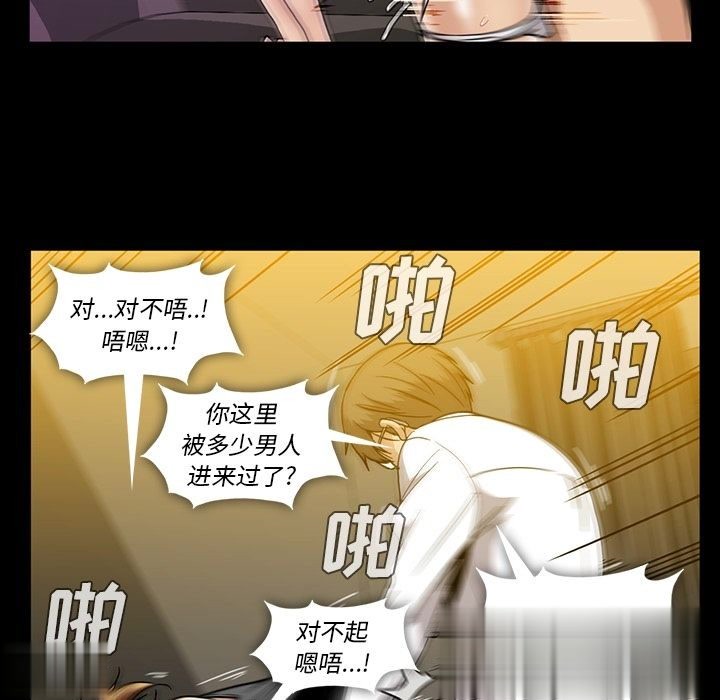 对...对不唔..!
唔嗯...!
啪
啪
你这里
被多少男人
进来过了?
啪
啪
对不起
嗯唔...!